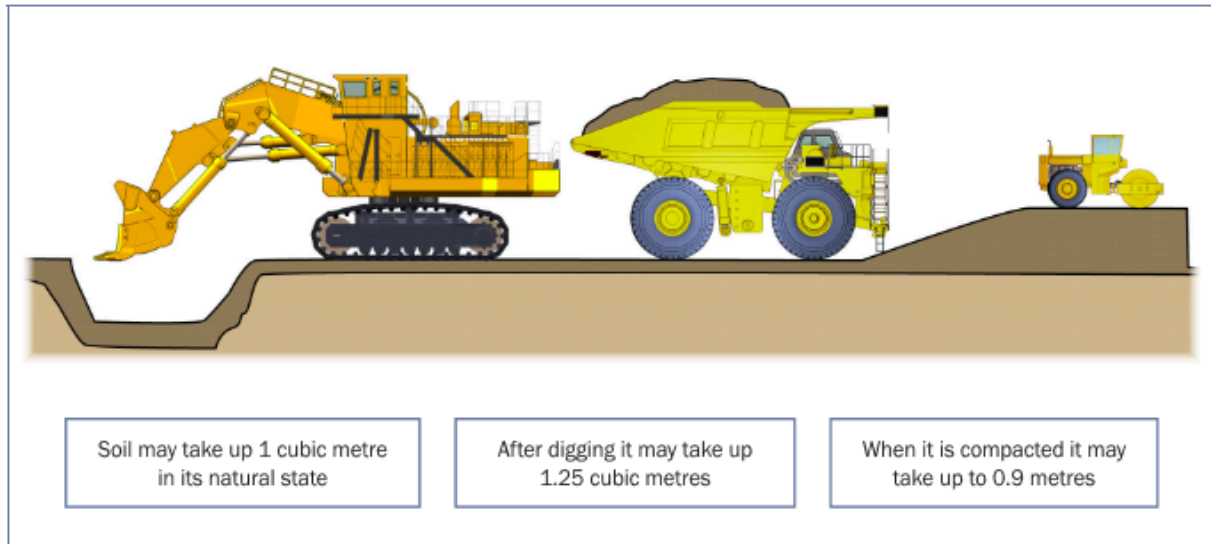 Soil may take up 1 cubic metre
in its natural state
After digging it may take up
1.25 cubic metres
When it is compacted it may
take up to 0.9 metres